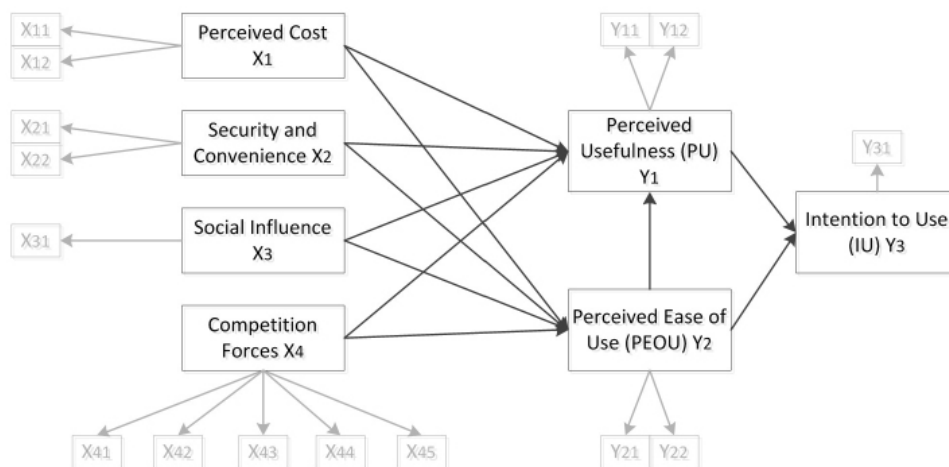 X11
X12
Perceived Cost
X1
X21
X22
Security and
Convenience X2
X31
Social Influence
X3
Competition
Forces X4
X41
X42
X43
X44
X45
Y11
Y12
Perceived
Usefulness (PU)
Y1
Perceived Ease of
Use (PEOU) Y2
Y21
Y22
Y31
Intention to Use
(IU) Y3